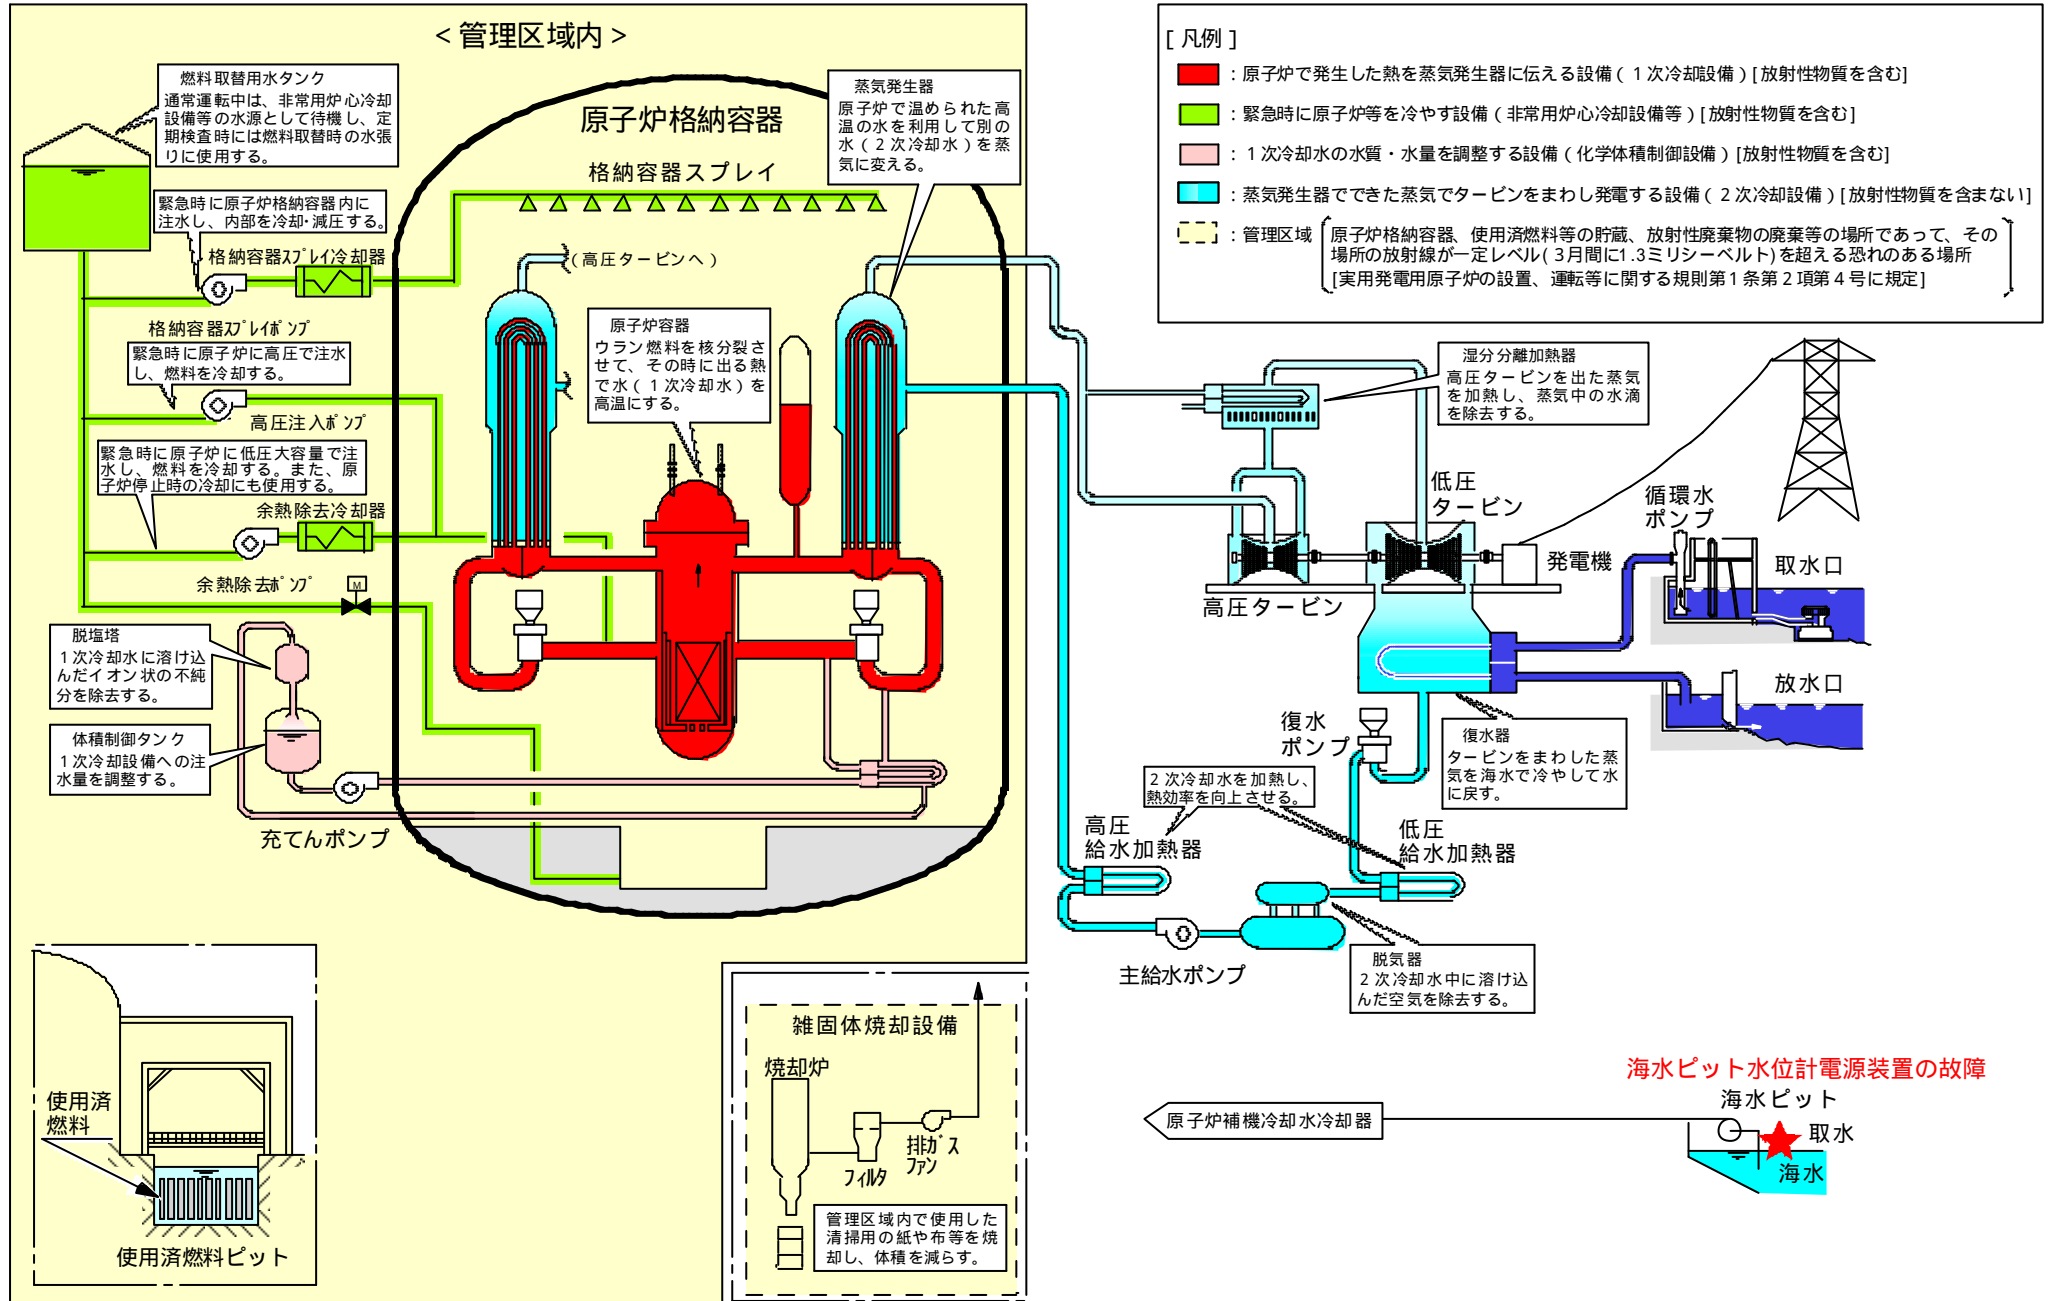 ＜管理区域内＞
燃料取替用水タンク
通常運転中は、非常用炉心冷却
設備等の水源として待機し、定
期検査時には燃料取替時の水張
りに使用する。
緊急時に原子炉格納容器内に
注水し、内部を冷却・減圧する。
格納容器ｽﾌﾟﾚｲ冷却器
格納容器ｽﾌﾟﾚｲﾎﾟﾝﾌﾟ
緊急時に原子炉に高圧で注水
し、燃料を冷却する。
高圧注入ﾎﾟﾝﾌﾟ
緊急時に原子炉に低圧大容量で注
水し、燃料を冷却する。また、原
子炉停止時の冷却にも使用する。
余熱除去冷却器
余熱除去ﾎﾟﾝﾌﾟ
M
脱塩塔
１次冷却水に溶け込
んだイオン状の不純
分を除去する。
体積制御タンク
１次冷却設備への注
水量を調整する。
充てんポンプ
原子炉格納容器
格納容器スプレイ
蒸気発生器
原子炉で温められた高
温の水を利用して別の
水（２次冷却水）を蒸
気に変える。
（高圧タービンへ）
原子炉容器
ウラン燃料を核分裂さ
せて、その時に出る熱
で水（１次冷却水）を
高温にする。
[ 凡例 ]
：原子炉で発生した熱を蒸気発生器に伝える設備（１次冷却設備）[放射性物質を含む]
：緊急時に原子炉等を冷やす設備（非常用炉心冷却設備等）[放射性物質を含む]
：１次冷却水の水質・水量を調整する設備（化学体積制御設備）[放射性物質を含む]
：蒸気発生器でできた蒸気でタービンをまわし発電する設備（２次冷却設備）[放射性物質を含まない]
：管理区域
原子炉格納容器、使用済燃料等の貯蔵、放射性廃棄物の廃棄等の場所であって、その
場所の放射線が一定レベル（３月間に1.3ミリシーベルト）を超える恐れのある場所
[実用発電用原子炉の設置、運転等に関する規則第１条第２項第４号に規定]
湿分分離加熱器
高圧タービンを出た蒸気
を加熱し、蒸気中の水滴
を除去する。
低圧
タービン
高圧タービン
発電機
循環水
ポンプ
取水口
放水口
復水
ポンプ
復水器
タービンをまわした蒸
気を海水で冷やして水
に戻す。
２次冷却水を加熱し、
熱効率を向上させる。
高圧
給水加熱器
低圧
給水加熱器
主給水ポンプ
脱気器
２次冷却水中に溶け込
んだ空気を除去する。
使用済
燃料
使用済燃料ピット
雑固体焼却設備
焼却炉
フィルタ
排ｶﾞｽ
ファン
管理区域内で使用した
清掃用の紙や布等を焼
却し、体積を減らす。
海水ピット水位計電源装置の故障
海水ピット
原子炉補機冷却水冷却器
取水
海水